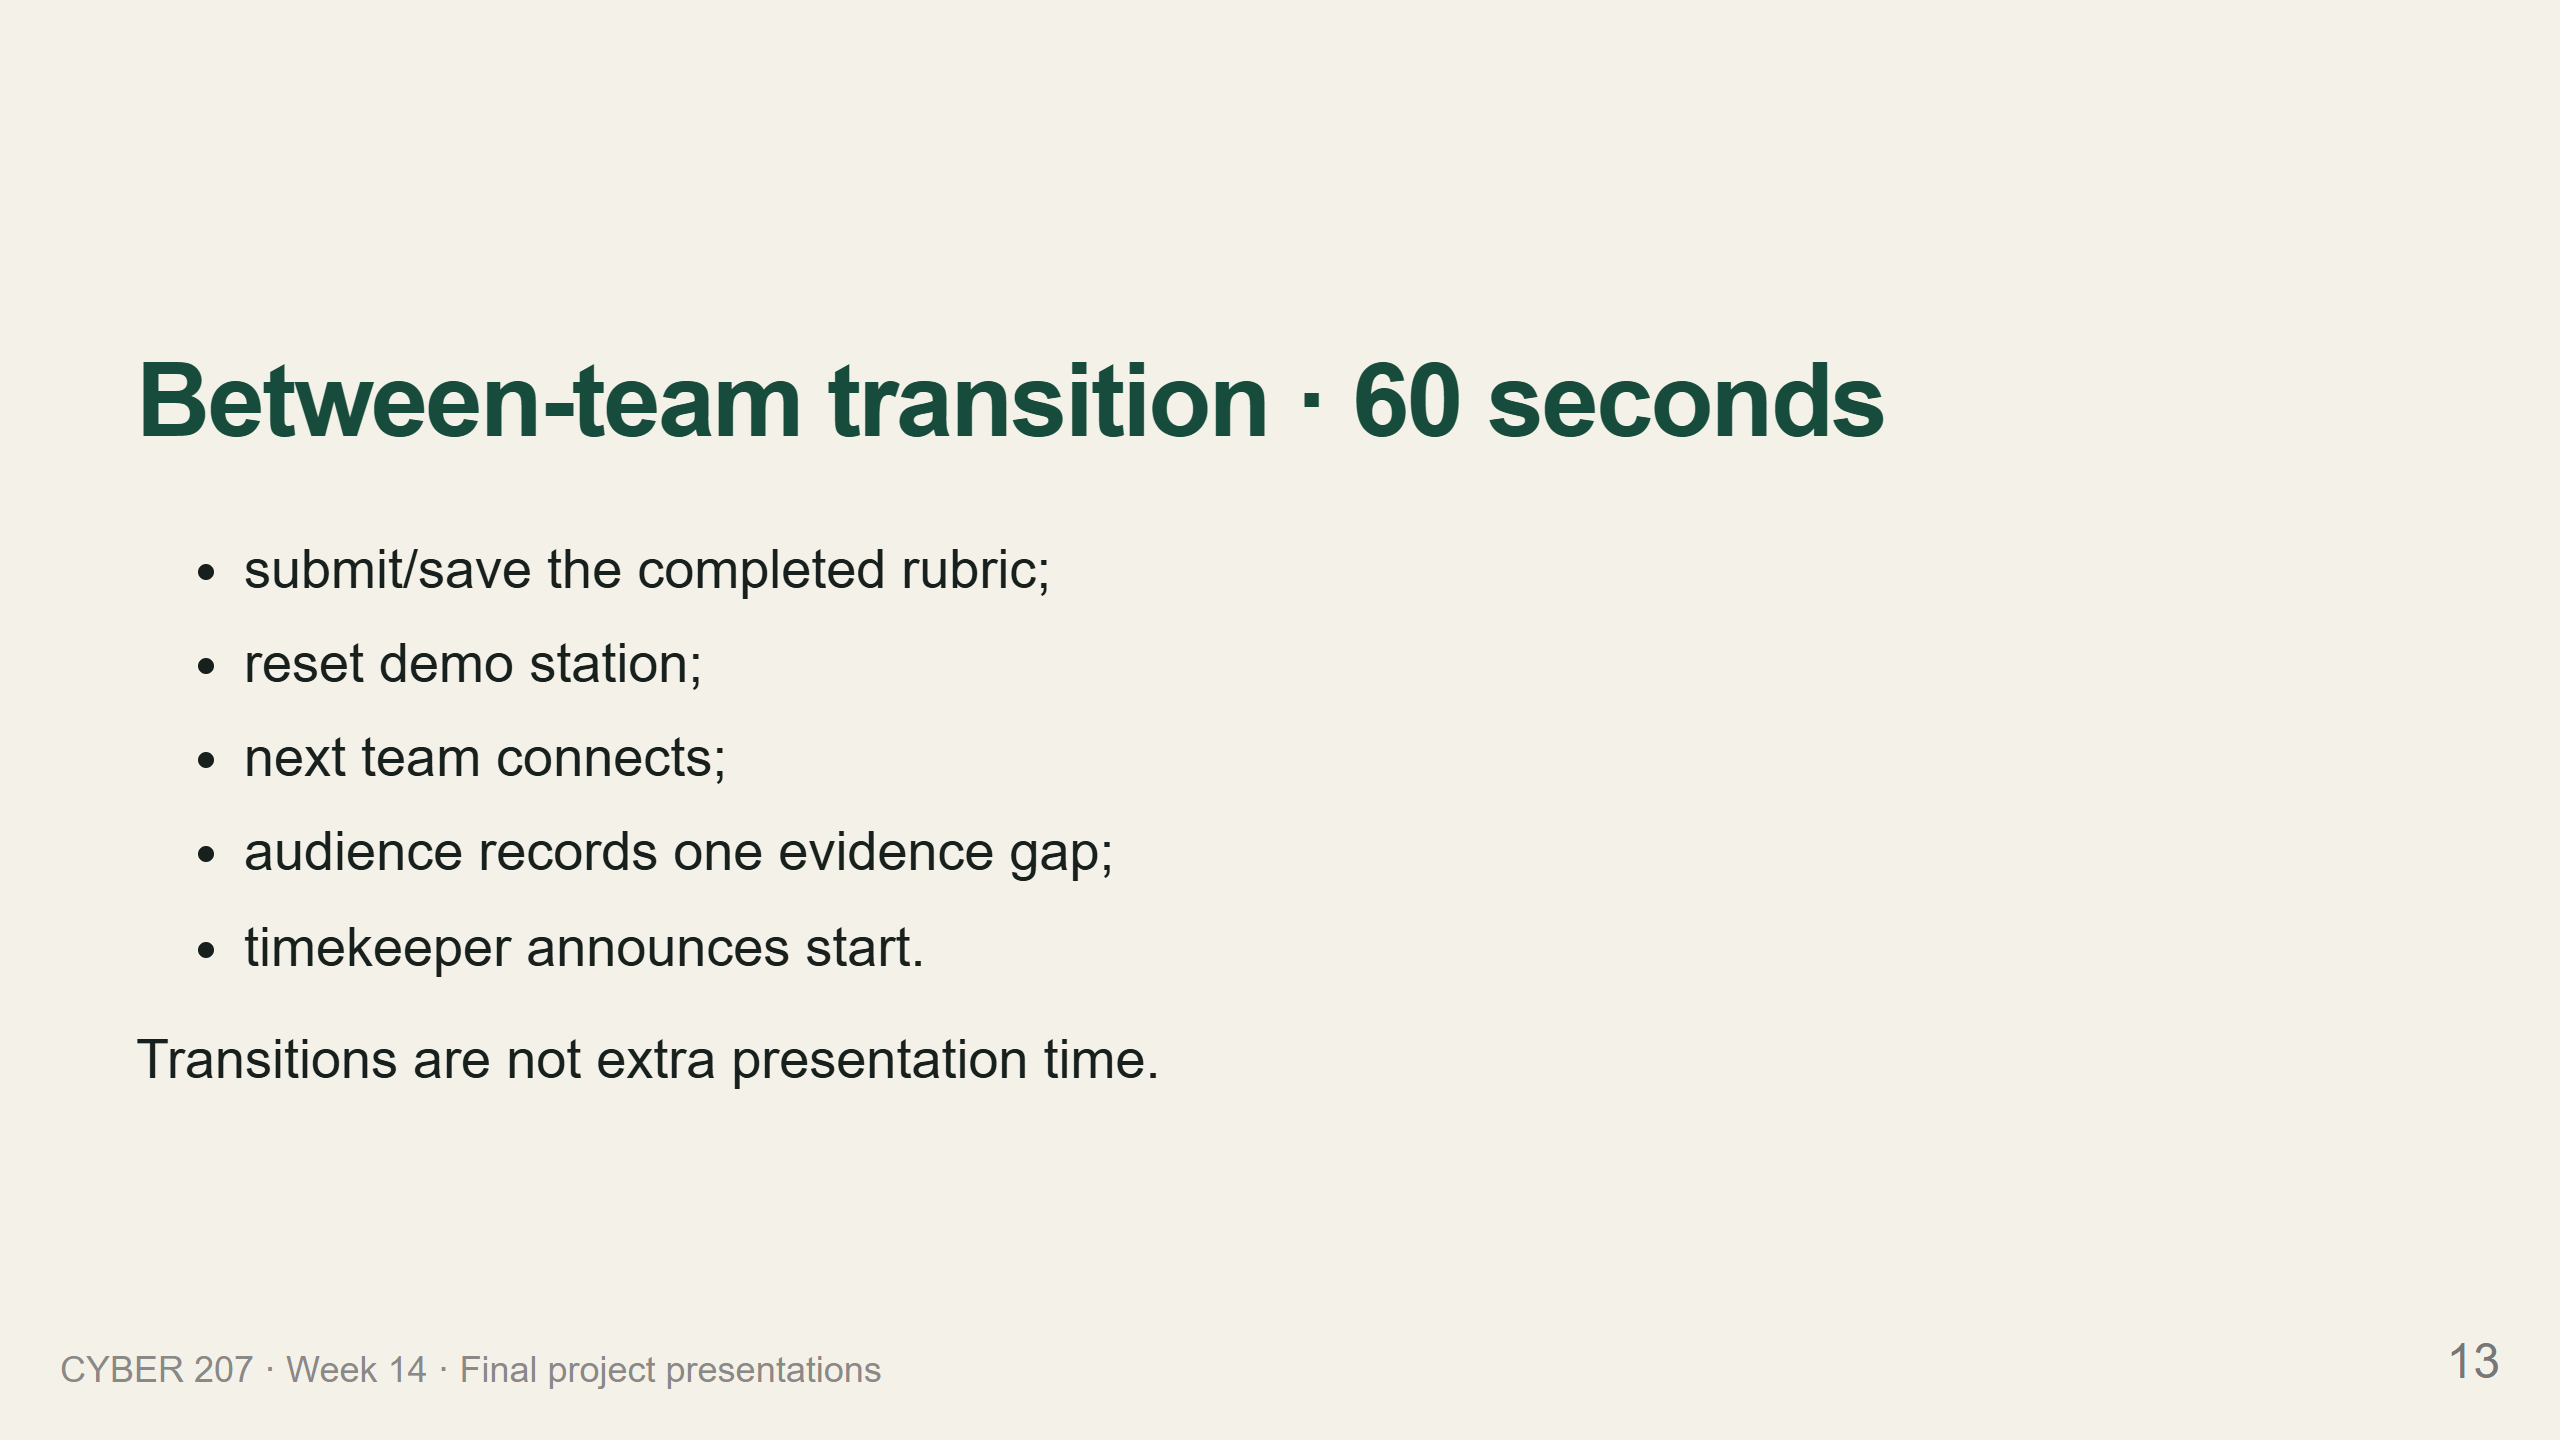 Between-team transition · 60 seconds
• submit/save the completed rubric;
• reset demo station;
• next team connects;
• audience records one evidence gap;
• timekeeper announces start.
Transitions are not extra presentation time.
CYBER 207 · Week 14 · Final project presentations
13